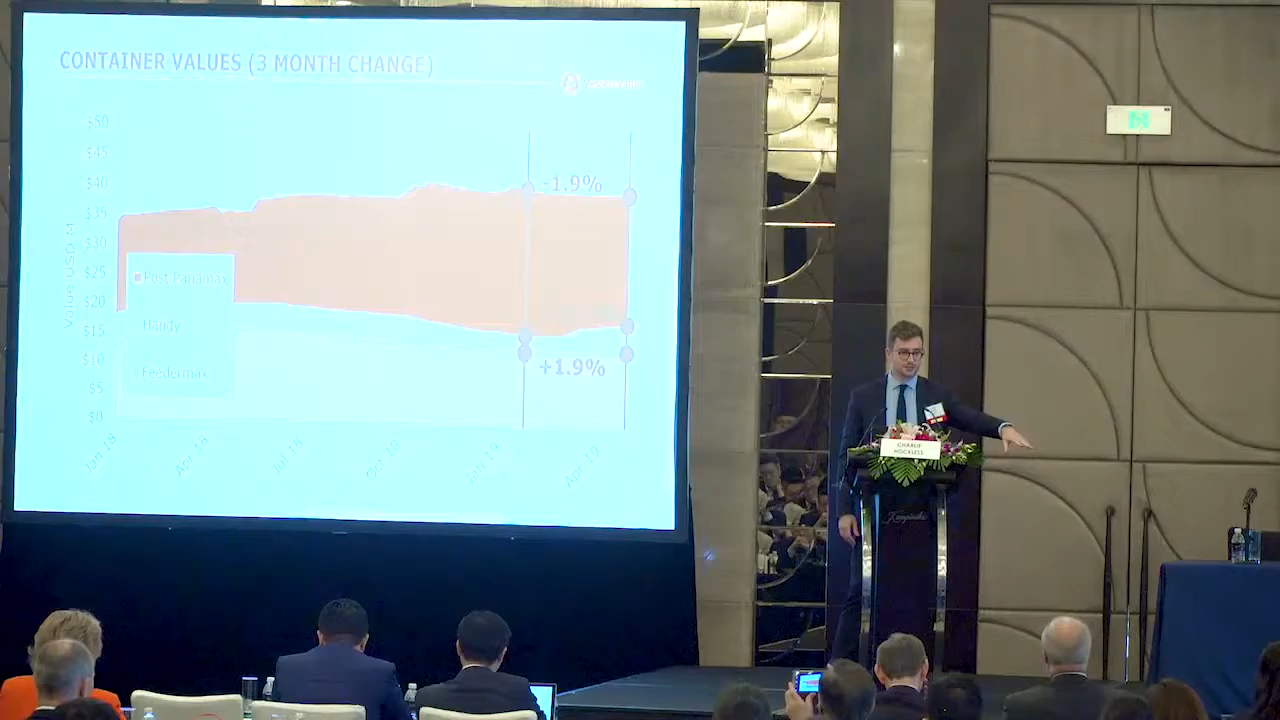 CONTAINER VALUES (3 MONTH CHANGE)
$50
$45
$40
$35
$30
$25
$20
$15
$10
$5
$0
Value USD M
-1.9%
+1.9%
Post Panamax
Handy
Feedermax
Jan 18
Apr 18
Jul 18
Oct 18
Jan 19
Apr 19
CHARLIE
HOCKLESS
Kempinski